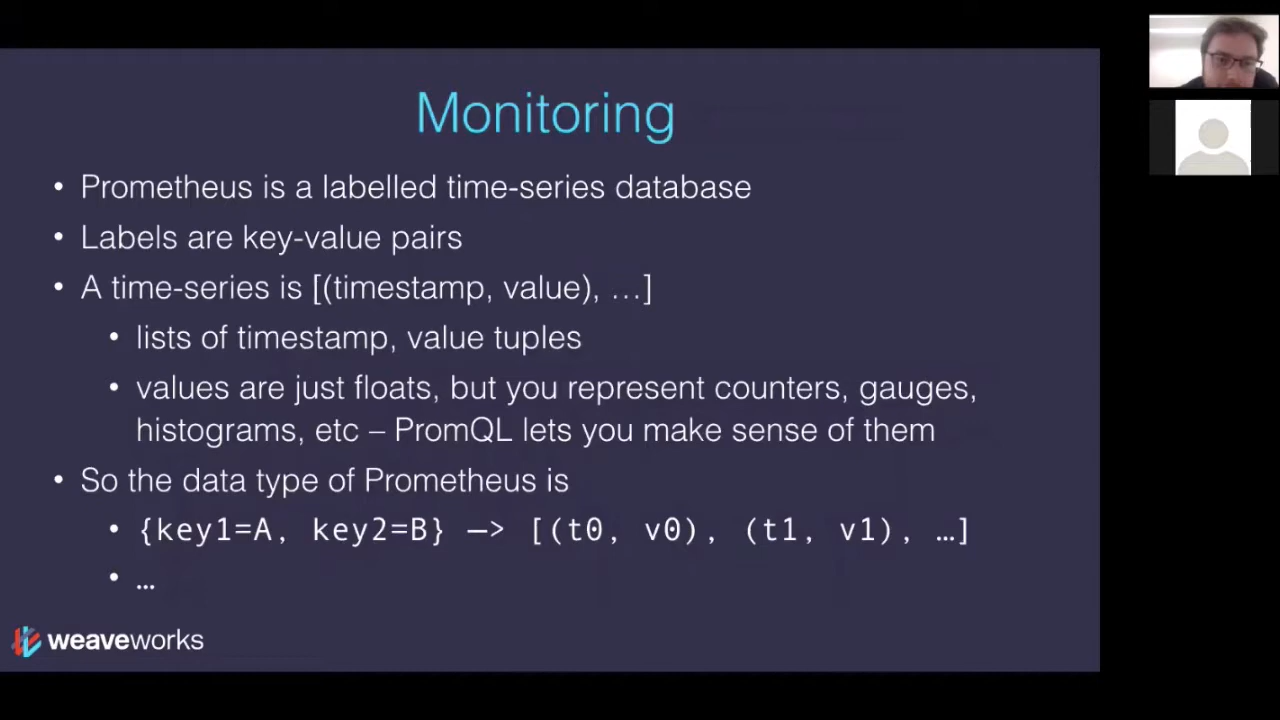 Monitoring
• Prometheus is a labelled time-series database
• Labels are key-value pairs
• A time-series is [(timestamp, value), …]
• lists of timestamp, value tuples
• values are just floats, but you represent counters, gauges,
histograms, etc – PromQL lets you make sense of them
• So the data type of Prometheus is
• {key1=A, key2=B} —> [(t0, v0), (t1, v1), …]
• …
weaveworks